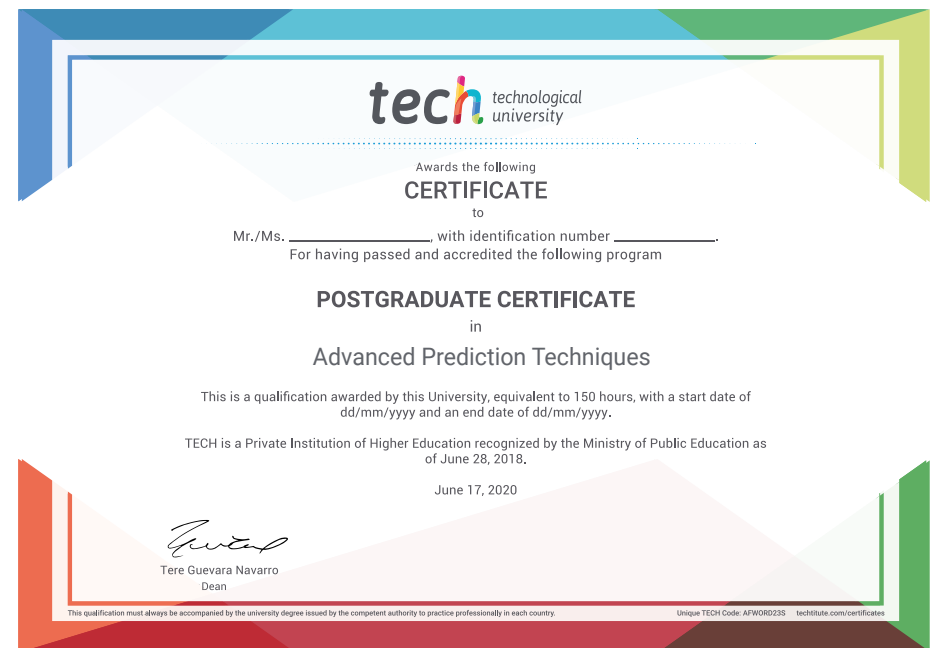 tech technological
university
Awards the following
CERTIFICATE
to
Mr./Ms. ____________________, with identification number ______________.
For having passed and accredited the following program
POSTGRADUATE CERTIFICATE
in
Advanced Prediction Techniques
This is a qualification awarded by this University, equivalent to 150 hours, with a start date of
dd/mm/yyyy and an end date of dd/mm/yyyy.
TECH is a Private Institution of Higher Education recognized by the Ministry of Public Education as
of June 28, 2018.
June 17, 2020
Tere Guevara Navarro
Dean
This qualification must always be accompanied by the university degree issued by the competent authority to practice professionally in each country. Unique TECH Code: AFWORD23S techtitute.com/certificates